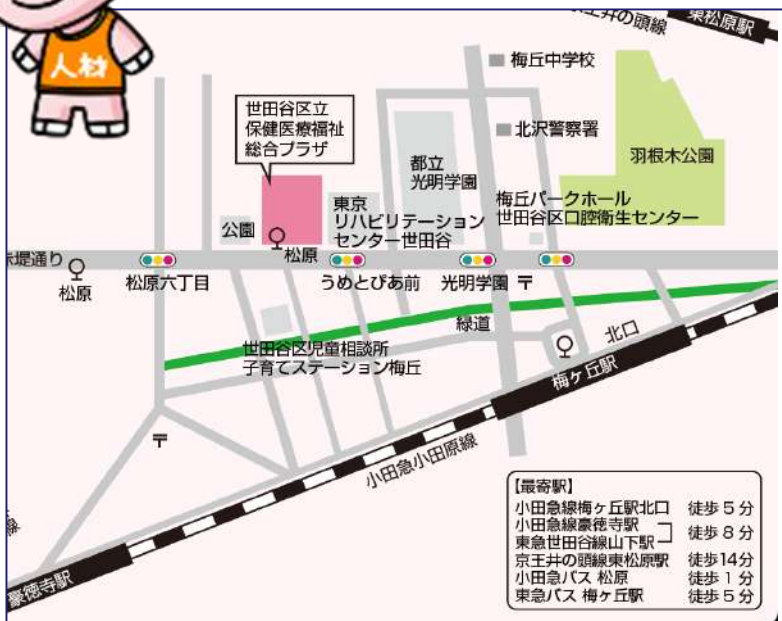 人材
井の頭線
東松原駅
梅丘中学校
世田谷区立
保健医療福祉
総合プラザ
北沢警察署
都立
光明学園
羽根木公園
東京
リハビリテーション
センター世田谷
梅丘パークホール
世田谷区口腔衛生センター
公園
松原
赤堤通り
松原
松原六丁目
うめとぴあ前
光明学園
〒
緑道
北口
世田谷区児童相談所
子育てステーション梅丘
梅ヶ丘駅
〒
小田急小田原線
線
豪徳寺駅
【最寄駅】
小田急線梅ヶ丘駅北口 徒歩5分
小田急線豪徳寺駅
東急世田谷線山下駅 徒歩8分
京王井の頭線東松原駅 徒歩14分
小田急バス 松原 徒歩1分
東急バス 梅ヶ丘駅 徒歩5分